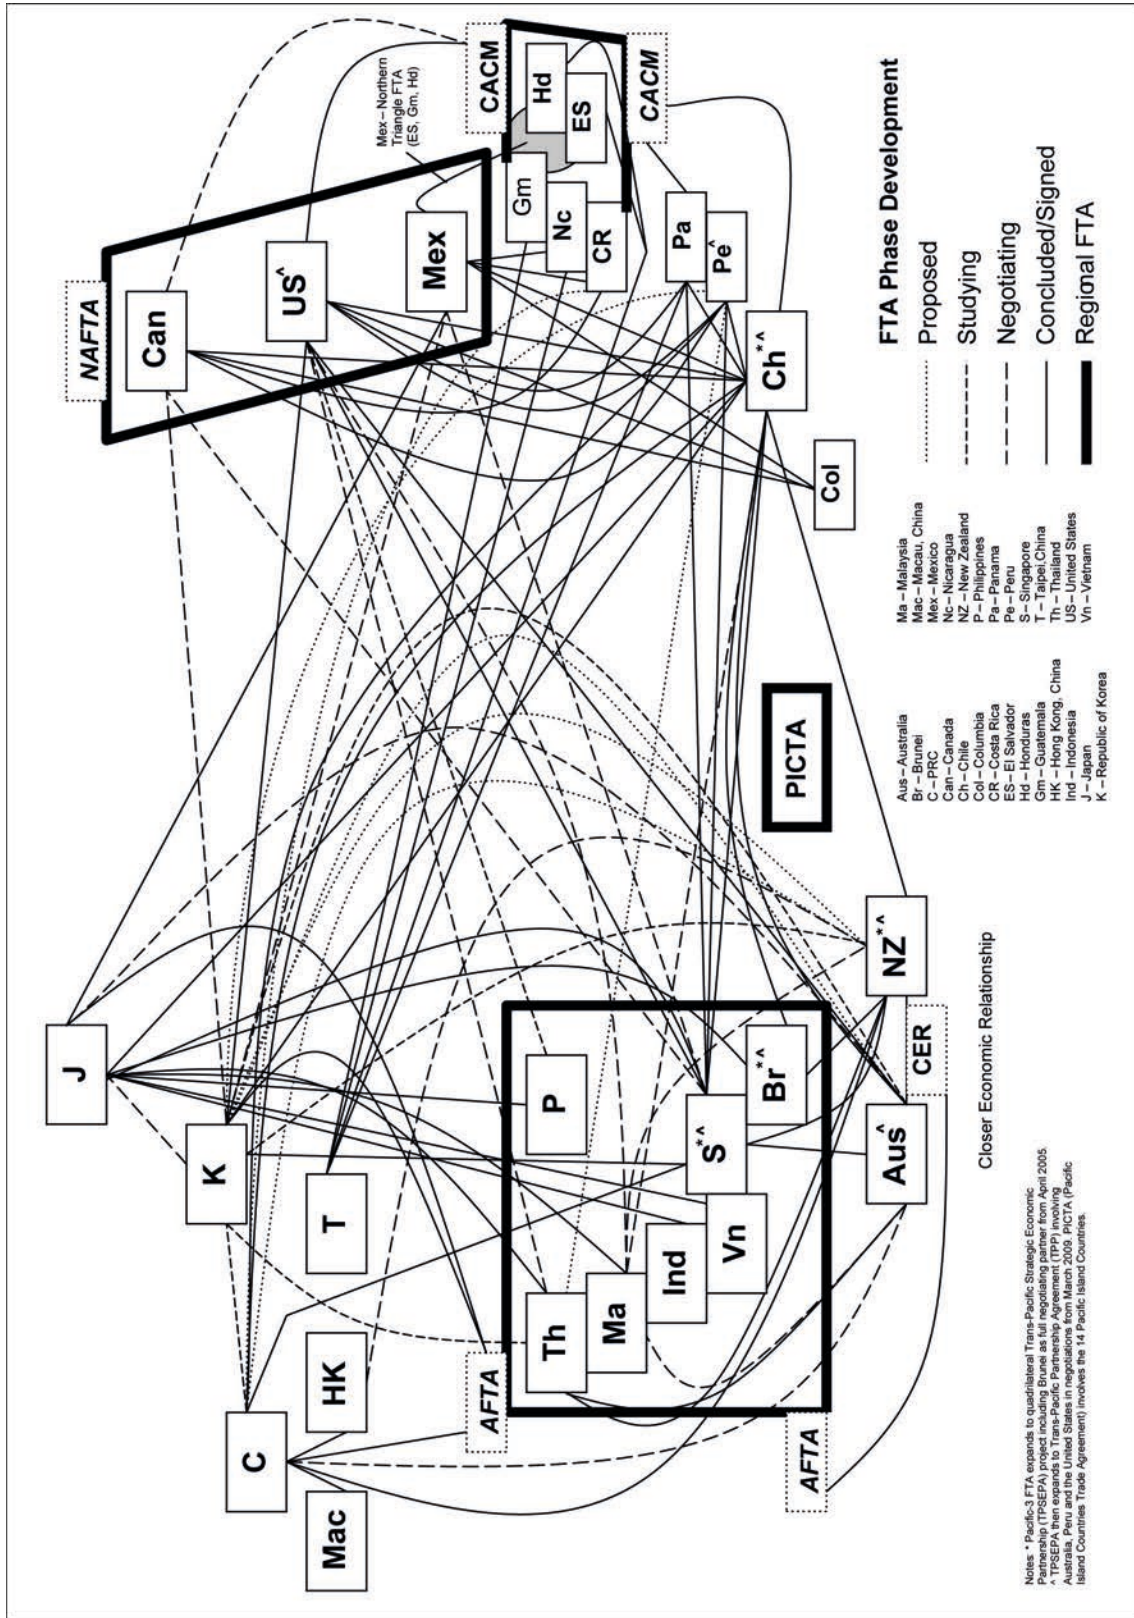 NAFTA
Can
US^
Mex
Mex – Northern
Triangle FTA
(ES, Gm, Hd)
CACM
Hd
ES
Gm
Nc
CR
CACM
Pa
Pe^
Ch*^
Col
J
K
T
C
HK
Mac
AFTA
P
Th
Ma
Ind
Vn
S*^
Br*^
AFTA
PICTA
NZ*^
CER
Aus^
Closer Economic Relationship
FTA Phase Development
Proposed
Studying
Negotiating
Concluded/Signed
Regional FTA
Aus – Australia
Br – Brunei
C – PRC
Can – Canada
Ch – Chile
Col – Columbia
CR – Costa Rica
ES – El Salvador
Hd – Honduras
Gm – Guatemala
HK – Hong Kong, China
Ind – Indonesia
J – Japan
K – Republic of Korea
Ma – Malaysia
Mac – Macau, China
Mex – Mexico
Nc – Nicaragua
NZ – New Zealand
P – Philippines
Pa – Panama
Pe – Peru
S – Singapore
T – Taipei,China
Th – Thailand
US – United States
Vn – Vietnam
Notes: * Pacific-3 FTA expands to quadrilateral Trans-Pacific Strategic Economic
Partnership (TPSEPA) project including Brunei as full negotiating partner from April 2005.
^ TPSEPA then expands to Trans-Pacific Partnership Agreement (TPP) involving
Australia, Peru and the United States in negotiations from March 2009. PICTA (Pacific
Island Countries Trade Agreement) involves the 14 Pacific Island Countries.